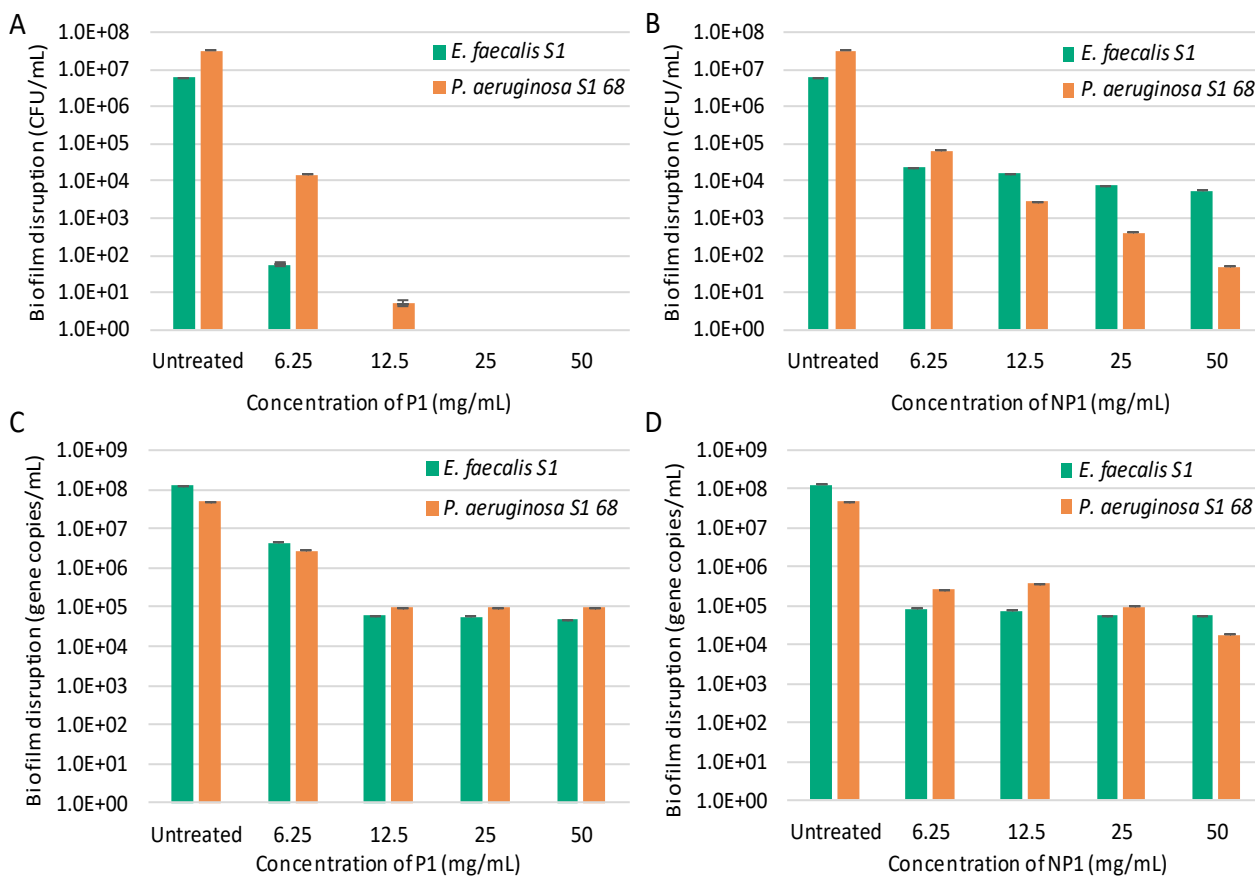 A
Biofilm disruption (CFU/mL)
1.0E+08
1.0E+07
1.0E+06
1.0E+05
1.0E+04
1.0E+03
1.0E+02
1.0E+01
1.0E+00
E. faecalis S1
P. aeruginosa S1 68
Untreated 6.25 12.5 25 50
Concentration of P1 (mg/mL)
B
Biofilm disruption (CFU/mL)
1.0E+08
1.0E+07
1.0E+06
1.0E+05
1.0E+04
1.0E+03
1.0E+02
1.0E+01
1.0E+00
E. faecalis S1
P. aeruginosa S1 68
Untreated 6.25 12.5 25 50
Concentration of NP1 (mg/mL)
C
Biofilm disruption (gene copies/mL)
1.0E+09
1.0E+08
1.0E+07
1.0E+06
1.0E+05
1.0E+04
1.0E+03
1.0E+02
1.0E+01
1.0E+00
E. faecalis S1
P. aeruginosa S1 68
Untreated 6.25 12.5 25 50
Concentration of P1 (mg/mL)
D
Biofilm disruption (gene copies/mL)
1.0E+09
1.0E+08
1.0E+07
1.0E+06
1.0E+05
1.0E+04
1.0E+03
1.0E+02
1.0E+01
1.0E+00
E. faecalis S1
P. aeruginosa S1 68
Untreated 6.25 12.5 25 50
Concentration of NP1 (mg/mL)